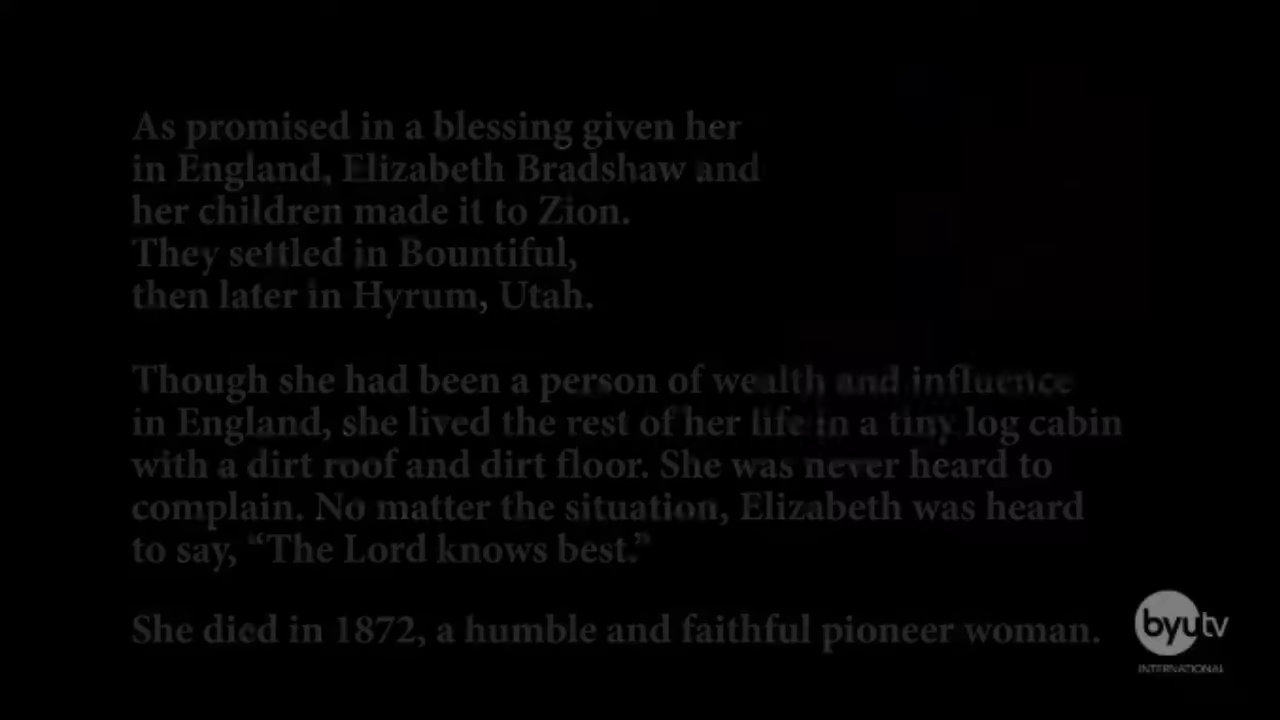 As promised in a blessing given her
in England, Elizabeth Bradshaw and
her children made it to Zion.
They settled in Bountiful,
then later in Hyrum, Utah.
Though she had been a person of wealth and influence
in England, she lived the rest of her life in a tiny log cabin
with a dirt roof and dirt floor. She was never heard to
complain. No matter the situation, Elizabeth was heard
to say, “The Lord knows best.”
She died in 1872, a humble and faithful pioneer woman.
byutv
INTERNATIONAL